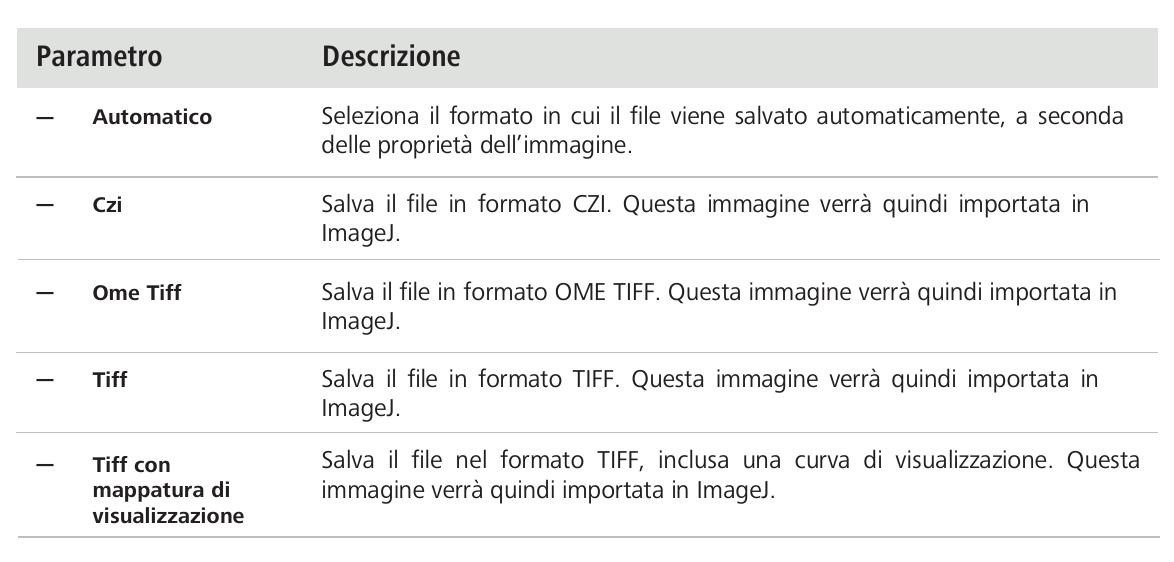 Parametro Descrizione
— Automatico Seleziona il formato in cui il file viene salvato automaticamente, a seconda
delle proprietà dell’immagine.
— Czi Salva il file in formato CZI. Questa immagine verrà quindi importata in
ImageJ.
— Ome Tiff Salva il file in formato OME TIFF. Questa immagine verrà quindi importata in
ImageJ.
— Tiff Salva il file in formato TIFF. Questa immagine verrà quindi importata in
ImageJ.
— Tiff con
mappatura di
visualizzazione
Salva il file nel formato TIFF, inclusa una curva di visualizzazione. Questa
immagine verrà quindi importata in ImageJ.